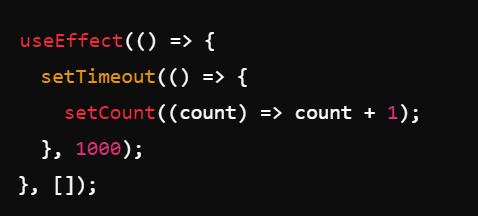 useEffect(() => {
  setTimeout(() => {
    setCount((count) => count + 1);
  }, 1000);
}, []);